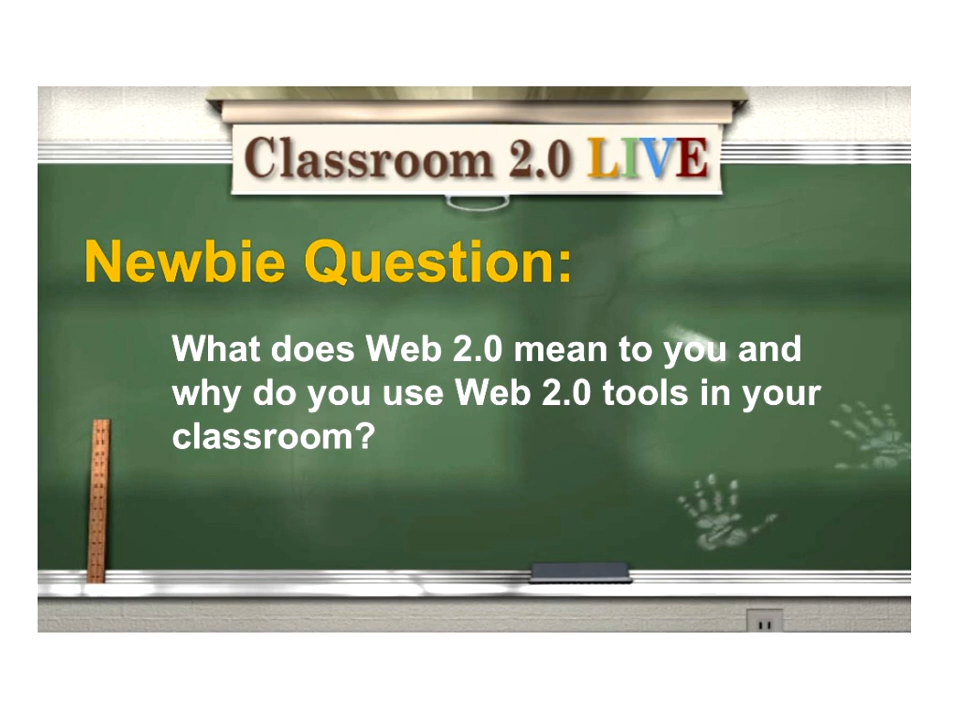 Classroom 2.0 LIVE
Newbie Question:
What does Web 2.0 mean to you and
why do you use Web 2.0 tools in your
classroom?